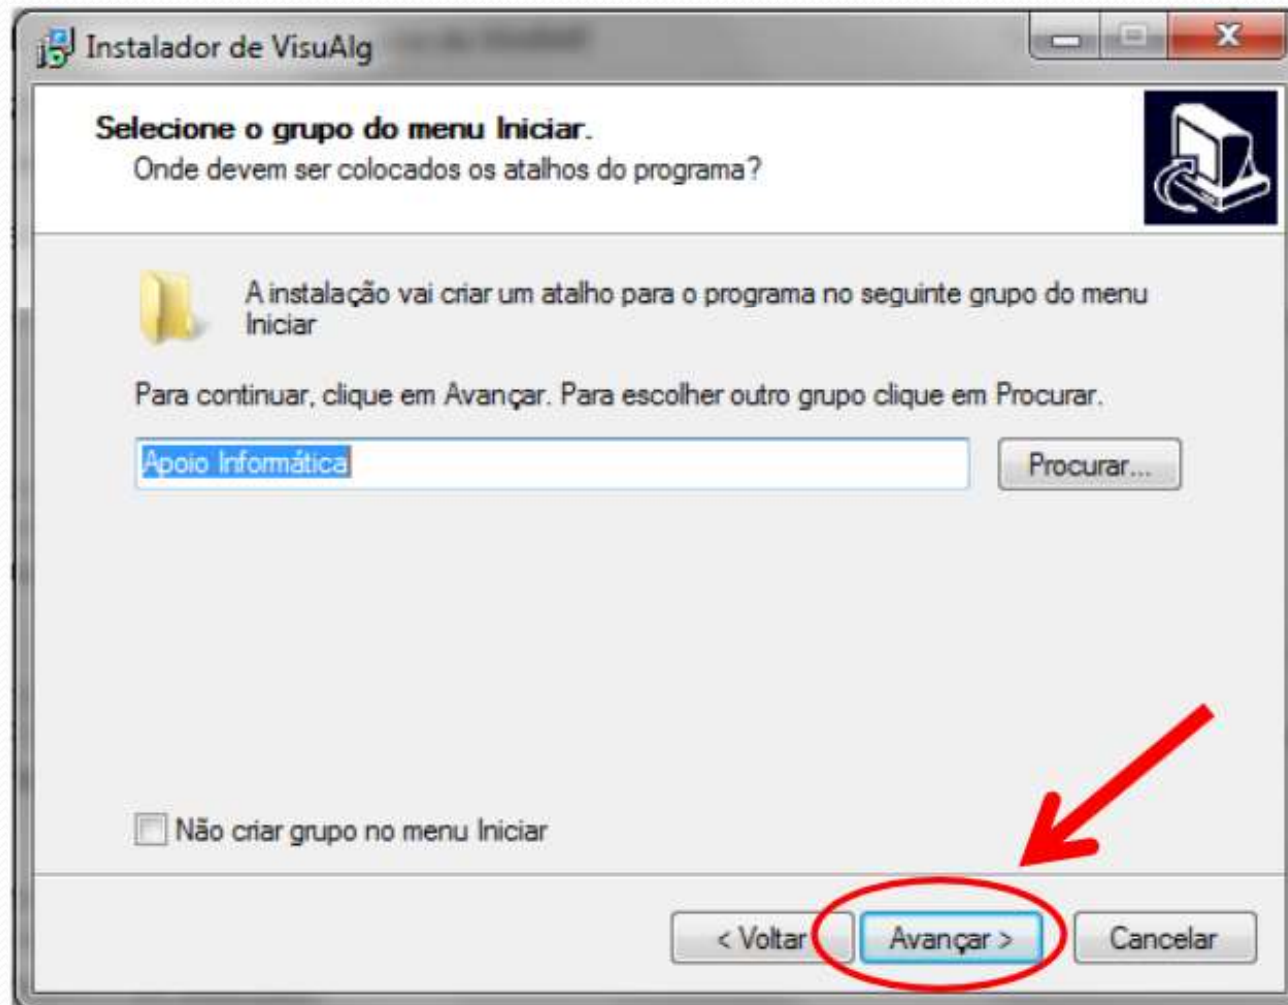 Instalador de VisuAlg
Selecione o grupo do menu Iniciar.
Onde devem ser colocados os atalhos do programa?
A instalação vai criar um atalho para o programa no seguinte grupo do menu
Iniciar
Para continuar, clique em Avançar. Para escolher outro grupo clique em Procurar.
Apoio Informática
Procurar...
Não criar grupo no menu Iniciar
< Voltar
Avançar >
Cancelar